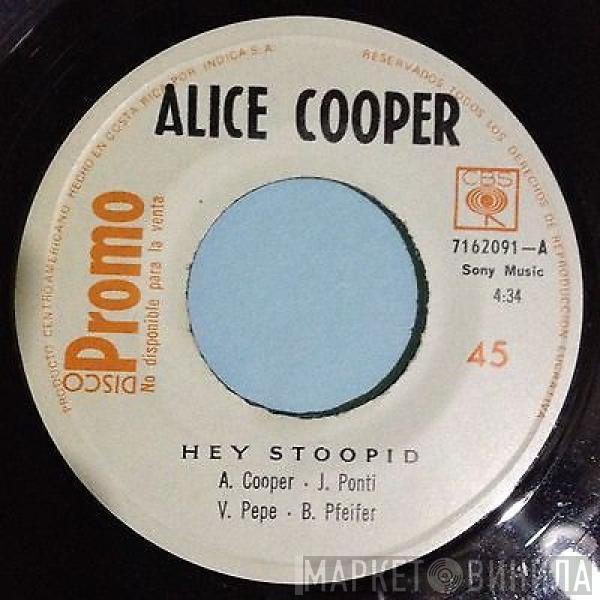 PRODUCTO CENTROAMERICANO HECHO EN COSTA RICA POR INDICA S.A.
RESERVADOS TODOS LOS DERECHOS DE REPRODUCCION
ALICE COOPER
CBS
7162091-A
Sony Music
4:34
DISCO
Promo
No disponible para la venta
45
HEY STOOPID
A. Cooper · J. Ponti
V. Pepe · B. Pfeifer
МАРКЕТ ВИНИЛА